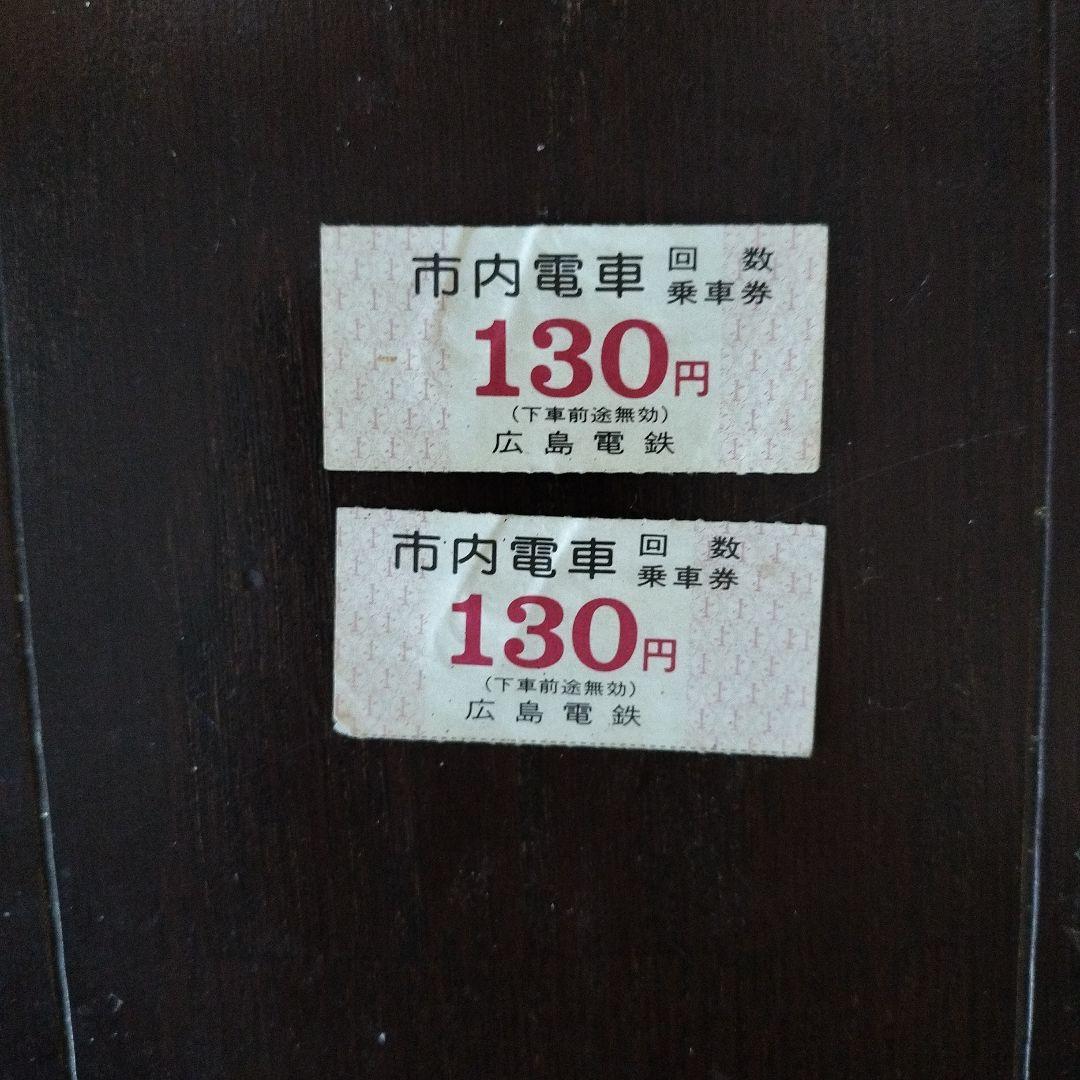 市内電車 回数
乗車券
130円
(下車前途無効)
広島電鉄
市内電車 回数
乗車券
130円
(下車前途無効)
広島電鉄